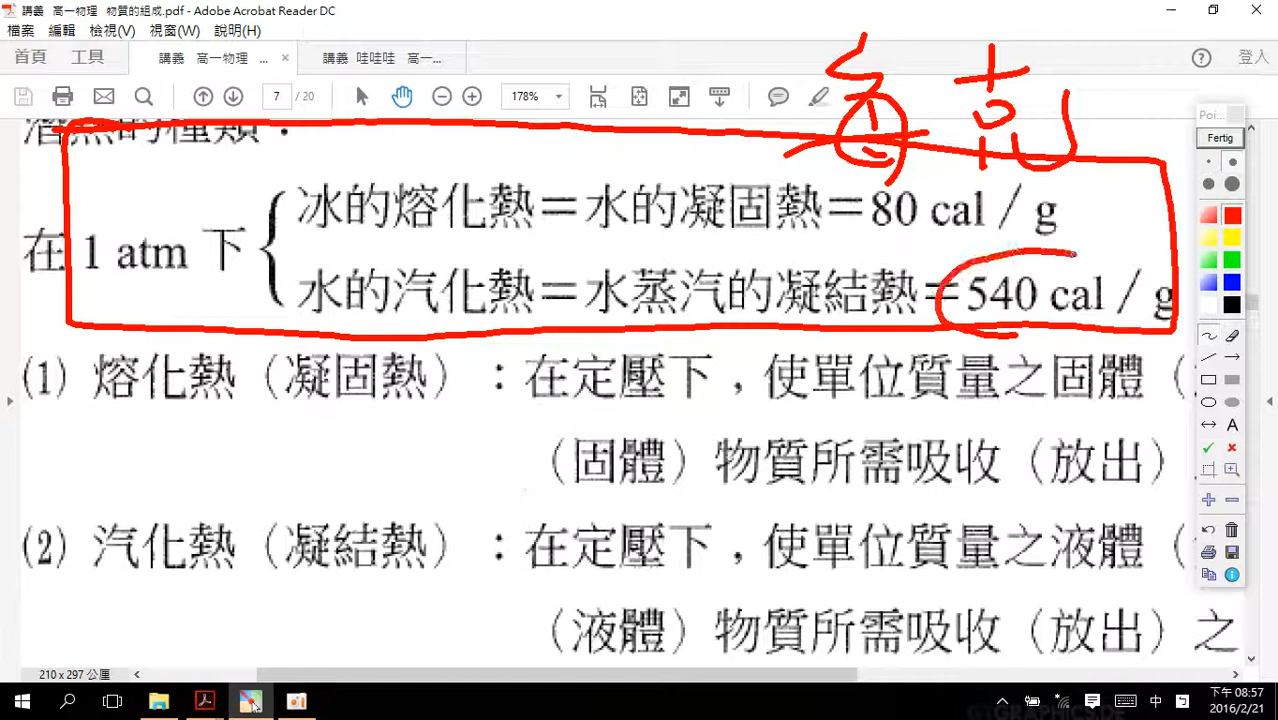 講義 高一物理 物質的組成.pdf - Adobe Acrobat Reader DC
檔案 編輯 檢視(V) 視窗(W) 說明(H)
首頁 工具 講義 高一物理 ... × 講義 哇哇哇 高一... 登入
7 / 20 178%
每克
潛熱的種類：
Poi...
Fertig
在 1 atm 下
冰的熔化熱＝水的凝固熱＝80 cal／g
水的汽化熱＝水蒸汽的凝結熱＝540 cal／g
(1) 熔化熱（凝固熱）：在定壓下，使單位質量之固體（
（固體）物質所需吸收（放出）
(2) 汽化熱（凝結熱）：在定壓下，使單位質量之液體（
（液體）物質所需吸收（放出）之
A
210 x 297 公厘
中
下午 08:57
2016/2/21